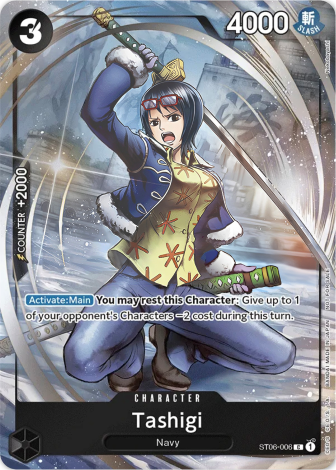 3
4000
斬
SLASH
COUNTER +2000
Activate:Main You may rest this Character: Give up to 1
of your opponent's Characters −2 cost during this turn.
CHARACTER
Tashigi
Navy
ST06-006 C 1